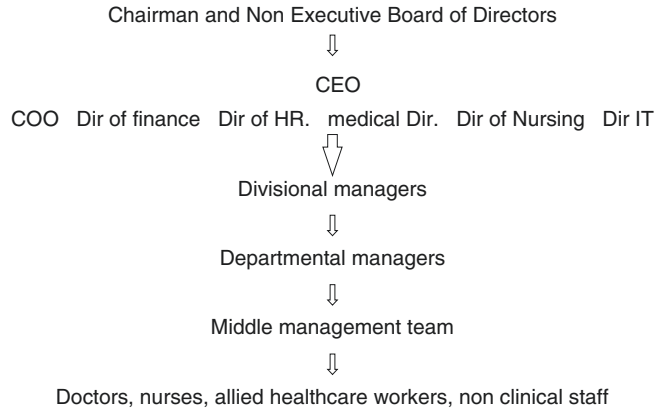 Chairman and Non Executive Board of Directors
CEO
COO Dir of finance Dir of HR. medical Dir. Dir of Nursing Dir IT
Divisional managers
Departmental managers
Middle management team
Doctors, nurses, allied healthcare workers, non clinical staff